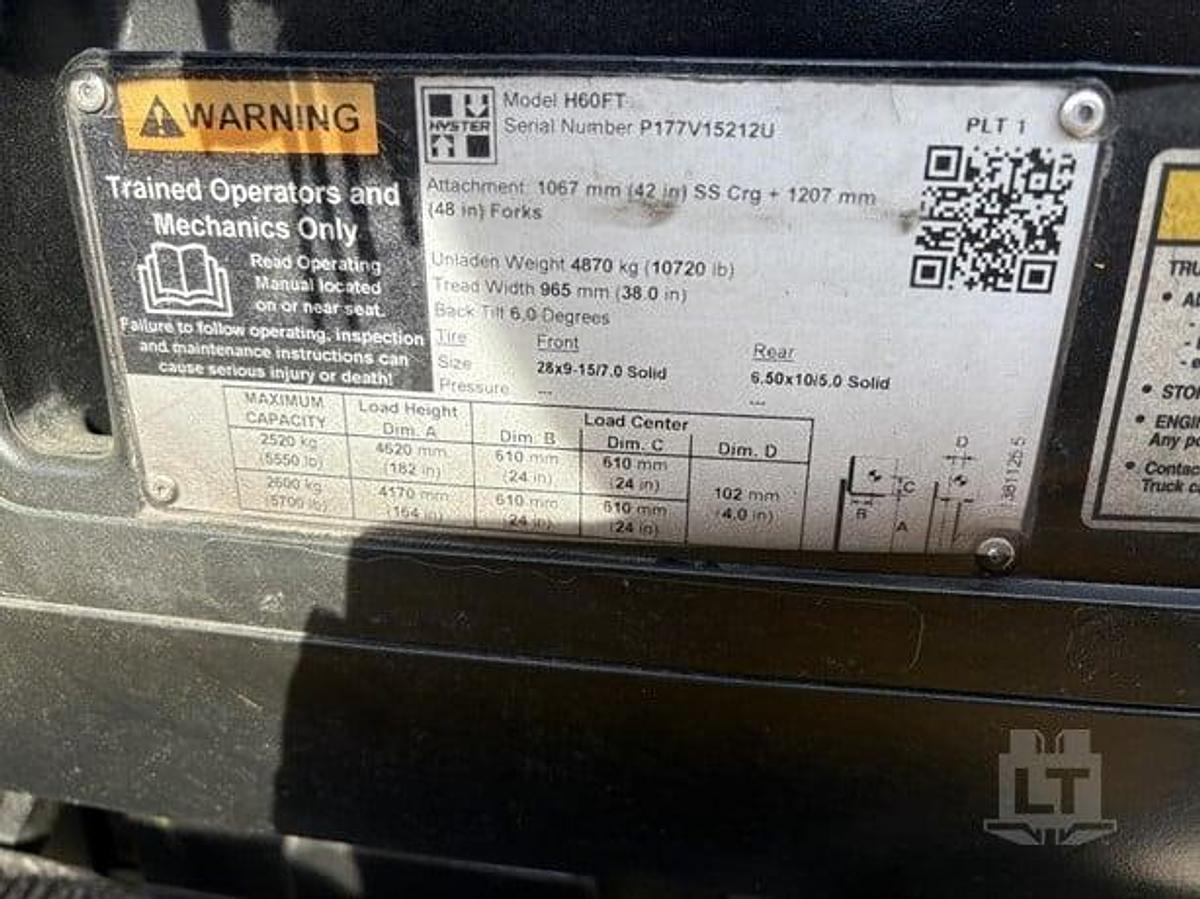 WARNING
Trained Operators and
Mechanics Only
Read Operating
Manual located
on or near seat.
Failure to follow operating, inspection
and maintenance instructions can
cause serious injury or death!
HYSTER
Model H60FT
Serial Number P177V15212U
PLT 1
Attachment: 1067 mm (42 in) SS Crg + 1207 mm
(48 in) Forks
Unladen Weight 4870 kg (10720 lb)
Tread Width 965 mm (38.0 in)
Back Tilt 6.0 Degrees
Tire Front Rear
Size 28x9-15/7.0 Solid 6.50x10/5.0 Solid
Pressure --- ---
MAXIMUM
CAPACITY
Load Height
Dim. A
Load Center
Dim. B Dim. C Dim. D
2520 kg 4620 mm 610 mm 610 mm
(5550 lb) (182 in) (24 in) (24 in)
102 mm
(4.0 in)
2600 kg 4170 mm 610 mm 610 mm
(5700 lb) (164 in) (24 in) (24 in)
D
C
B
A
TRU
STO
ENGI
Any p
Contac
Truck c
LT